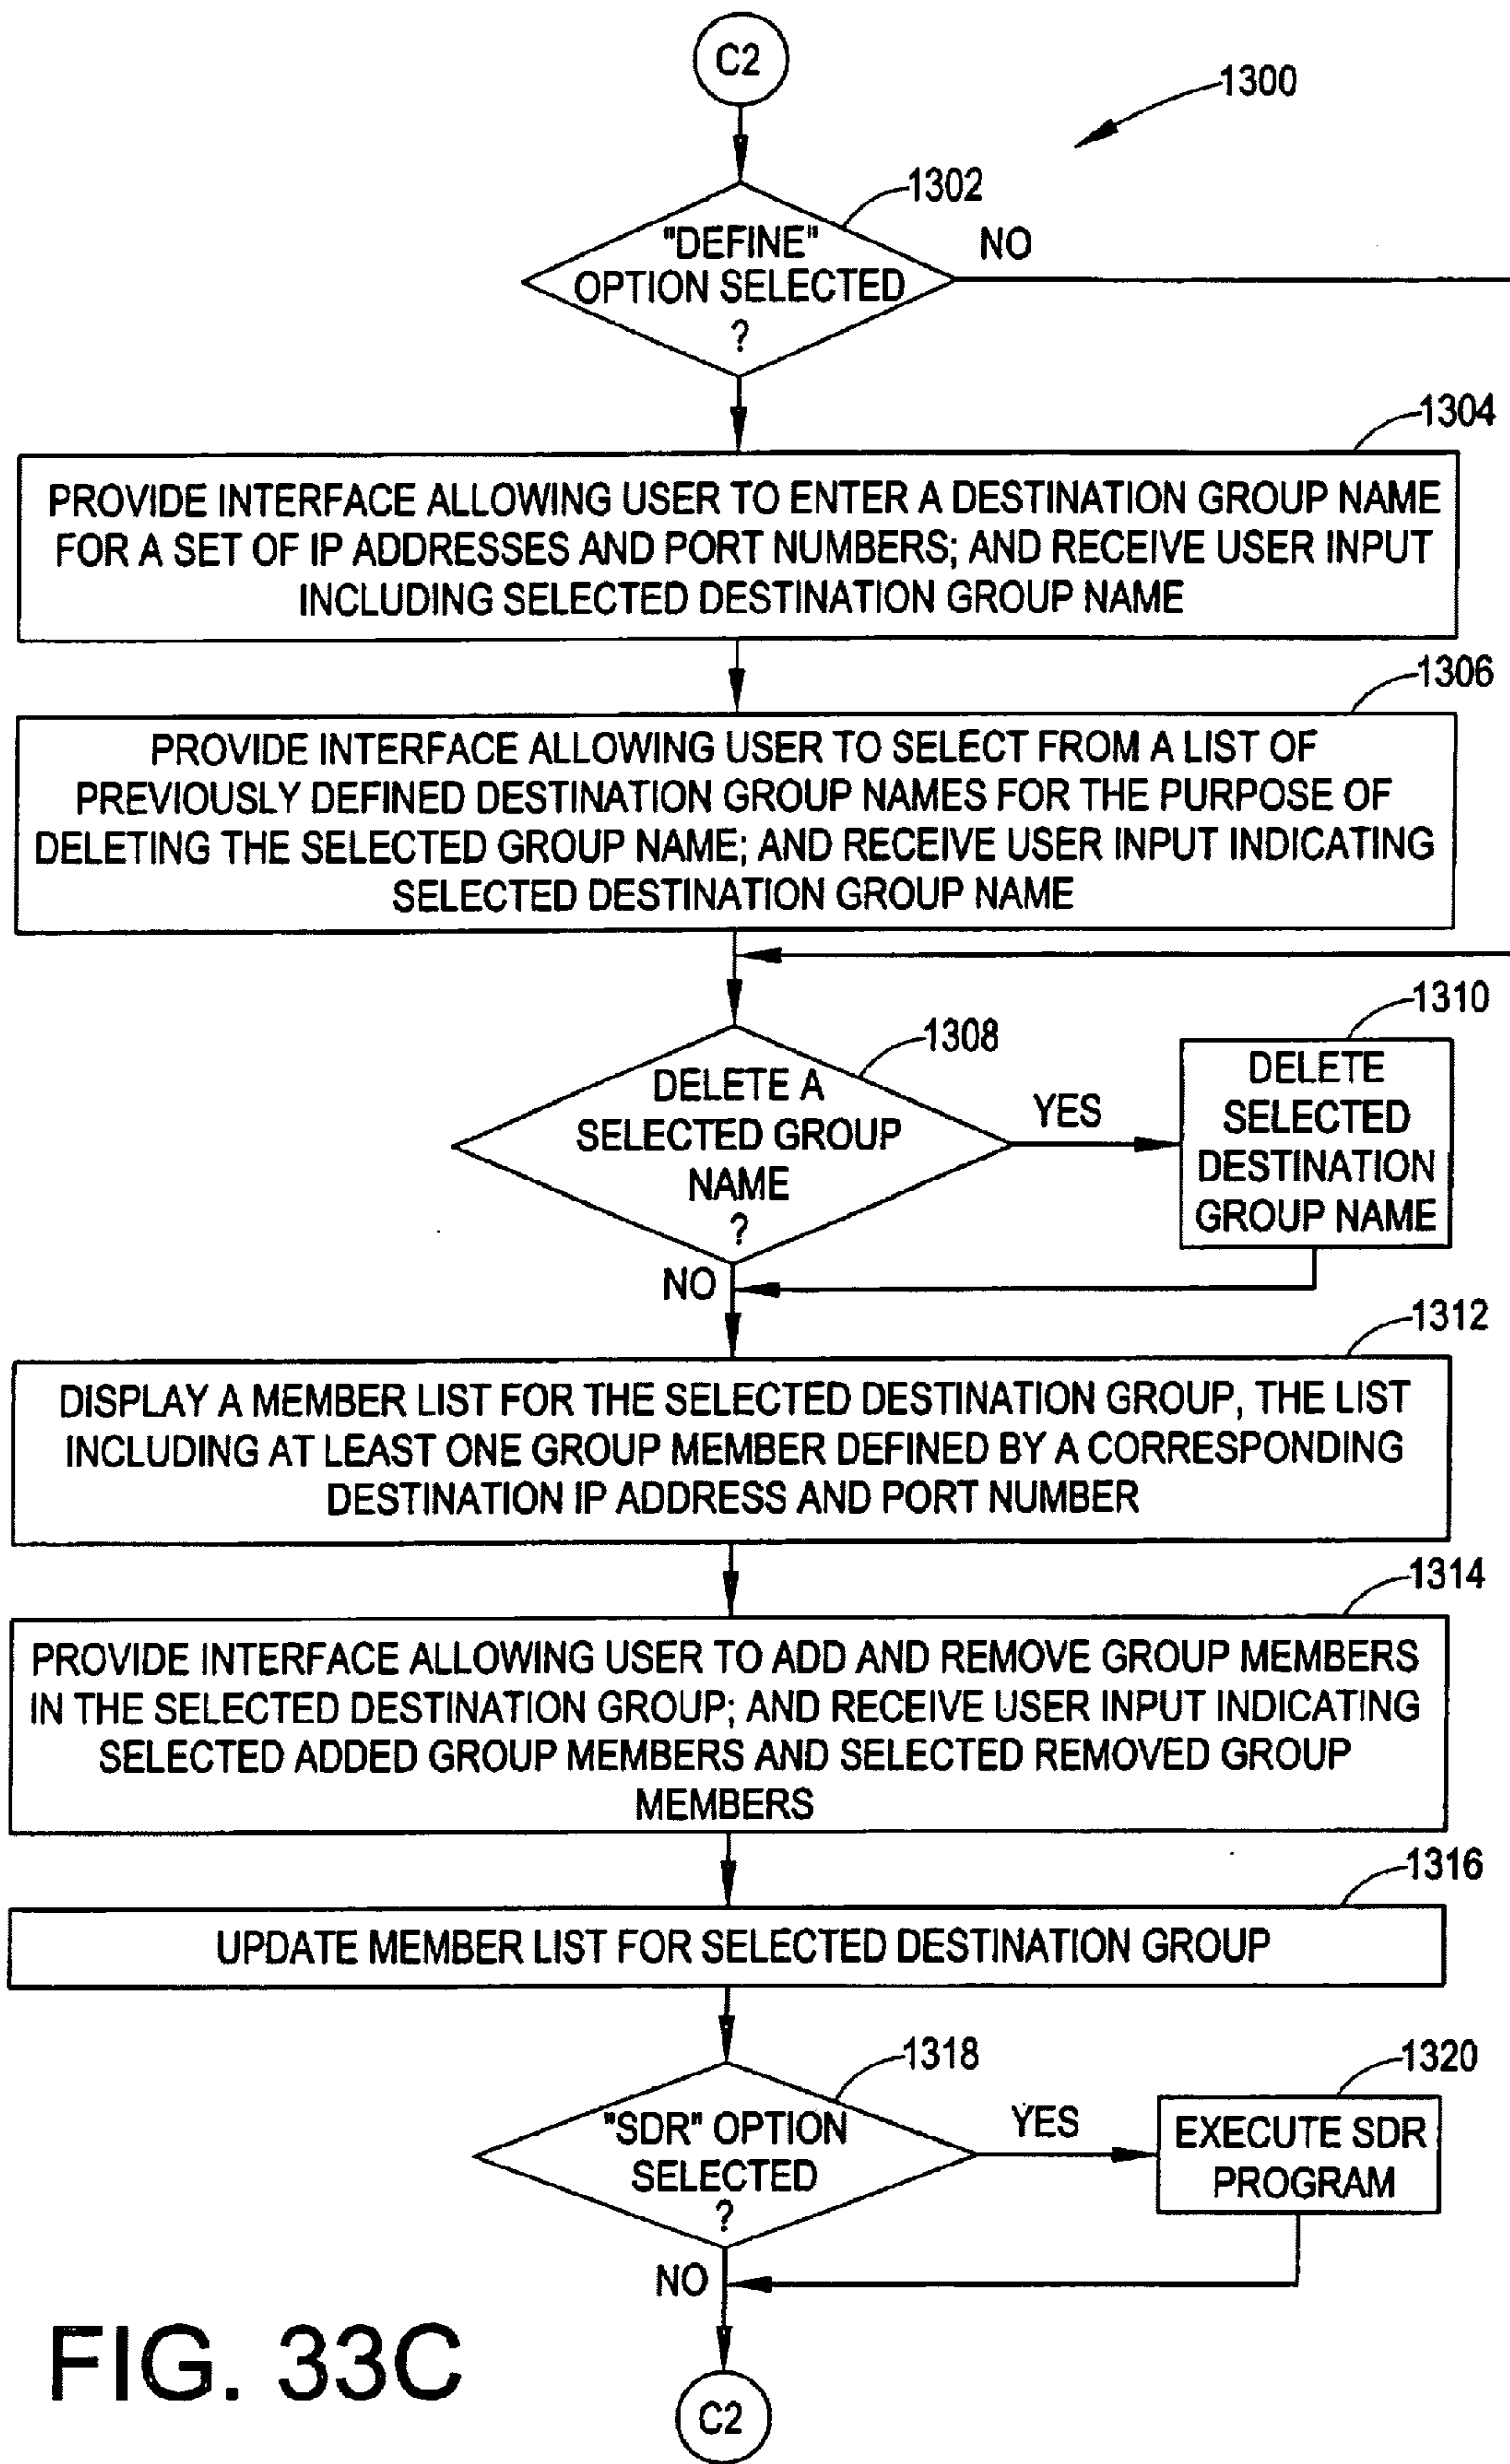 C2
1300
1302
"DEFINE"
OPTION SELECTED
?
NO
1304
PROVIDE INTERFACE ALLOWING USER TO ENTER A DESTINATION GROUP NAME
FOR A SET OF IP ADDRESSES AND PORT NUMBERS; AND RECEIVE USER INPUT
INCLUDING SELECTED DESTINATION GROUP NAME
1306
PROVIDE INTERFACE ALLOWING USER TO SELECT FROM A LIST OF
PREVIOUSLY DEFINED DESTINATION GROUP NAMES FOR THE PURPOSE OF
DELETING THE SELECTED GROUP NAME; AND RECEIVE USER INPUT INDICATING
SELECTED DESTINATION GROUP NAME
1308
DELETE A
SELECTED GROUP
NAME
?
YES
1310
DELETE
SELECTED
DESTINATION
GROUP NAME
NO
1312
DISPLAY A MEMBER LIST FOR THE SELECTED DESTINATION GROUP, THE LIST
INCLUDING AT LEAST ONE GROUP MEMBER DEFINED BY A CORRESPONDING
DESTINATION IP ADDRESS AND PORT NUMBER
1314
PROVIDE INTERFACE ALLOWING USER TO ADD AND REMOVE GROUP MEMBERS
IN THE SELECTED DESTINATION GROUP; AND RECEIVE USER INPUT INDICATING
SELECTED ADDED GROUP MEMBERS AND SELECTED REMOVED GROUP
MEMBERS
1316
UPDATE MEMBER LIST FOR SELECTED DESTINATION GROUP
1318
"SDR" OPTION
SELECTED
?
YES
1320
EXECUTE SDR
PROGRAM
NO
C2
FIG. 33C